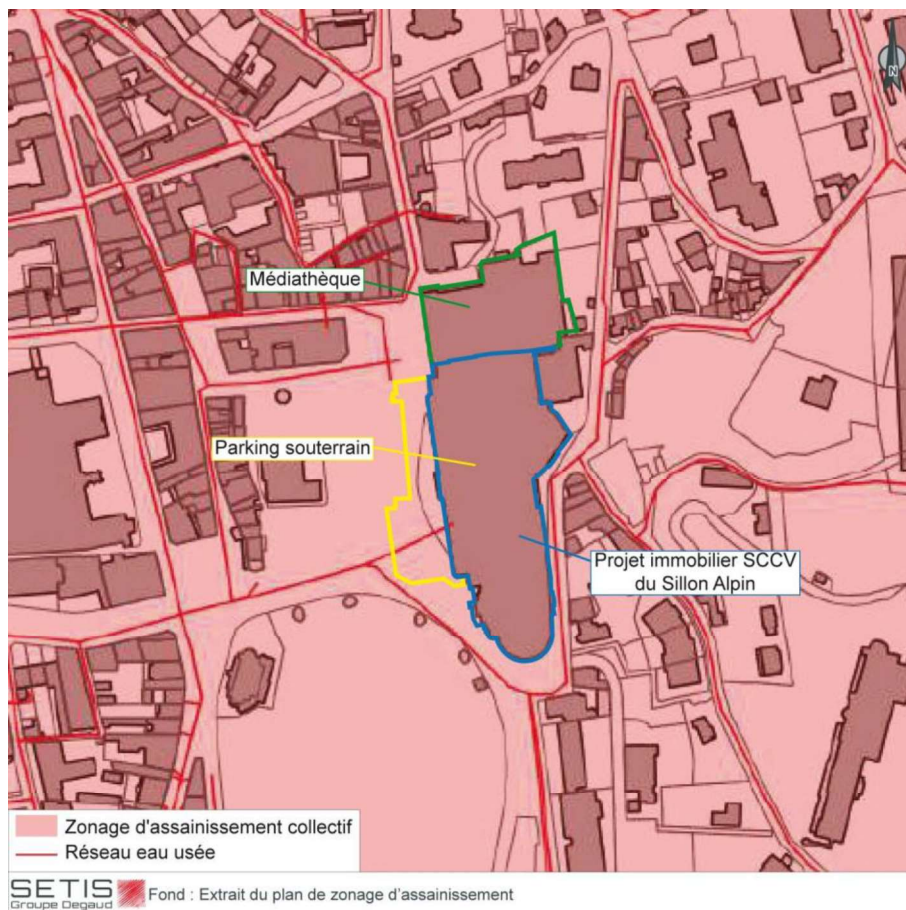 N
Médiathèque
Parking souterrain
Projet immobilier SCCV
du Sillon Alpin
Zonage d'assainissement collectif
Réseau eau usée
SETIS
Groupe Degaud
Fond : Extrait du plan de zonage d'assainissement